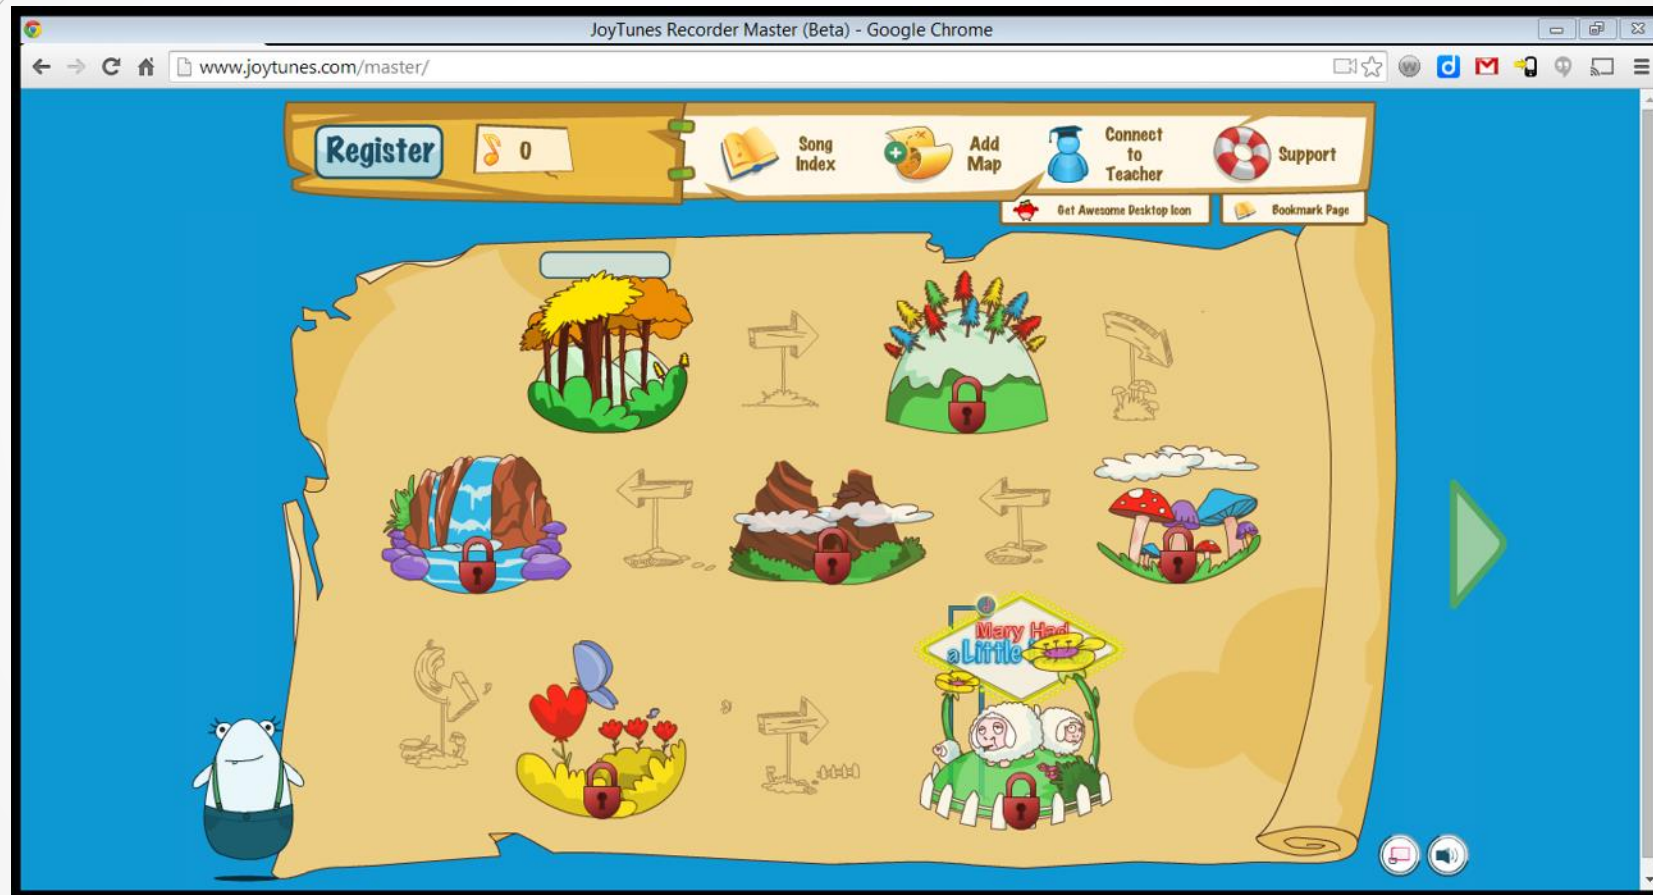 JoyTunes Recorder Master (Beta) - Google Chrome
www.joytunes.com/master/
Register
0
Song
Index
Add
Map
Connect
to
Teacher
Support
Get Awesome Desktop Icon
Bookmark Page
Mary Had
a Little